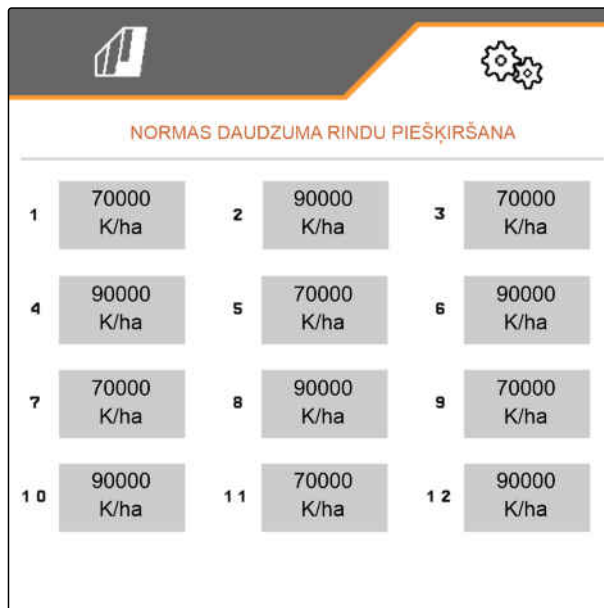 NORMAS DAUDZUMA RINDU PIEŠĶIRŠANA
1 70000 K/ha 2 90000 K/ha 3 70000 K/ha
4 90000 K/ha 5 70000 K/ha 6 90000 K/ha
7 70000 K/ha 8 90000 K/ha 9 70000 K/ha
10 90000 K/ha 11 70000 K/ha 12 90000 K/ha